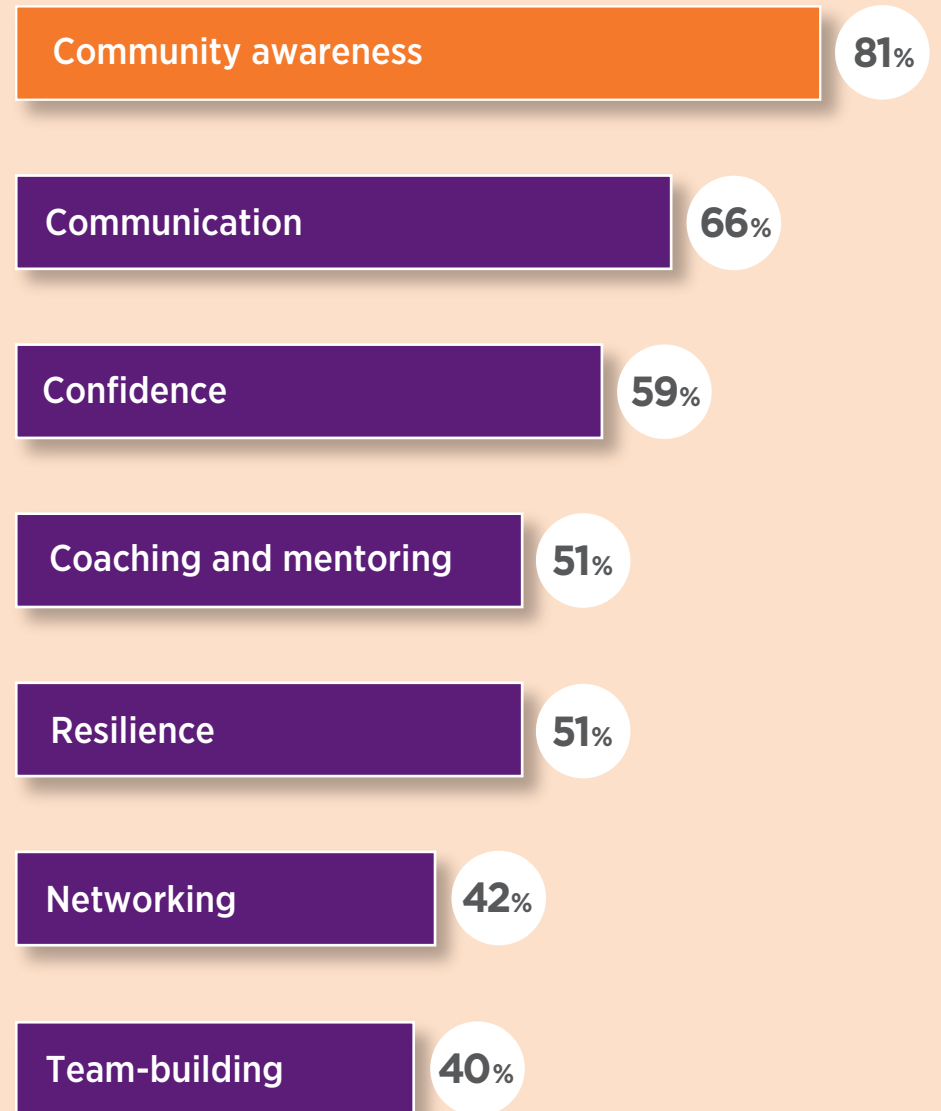 Community awareness 81%
Communication 66%
Confidence 59%
Coaching and mentoring 51%
Resilience 51%
Networking 42%
Team-building 40%